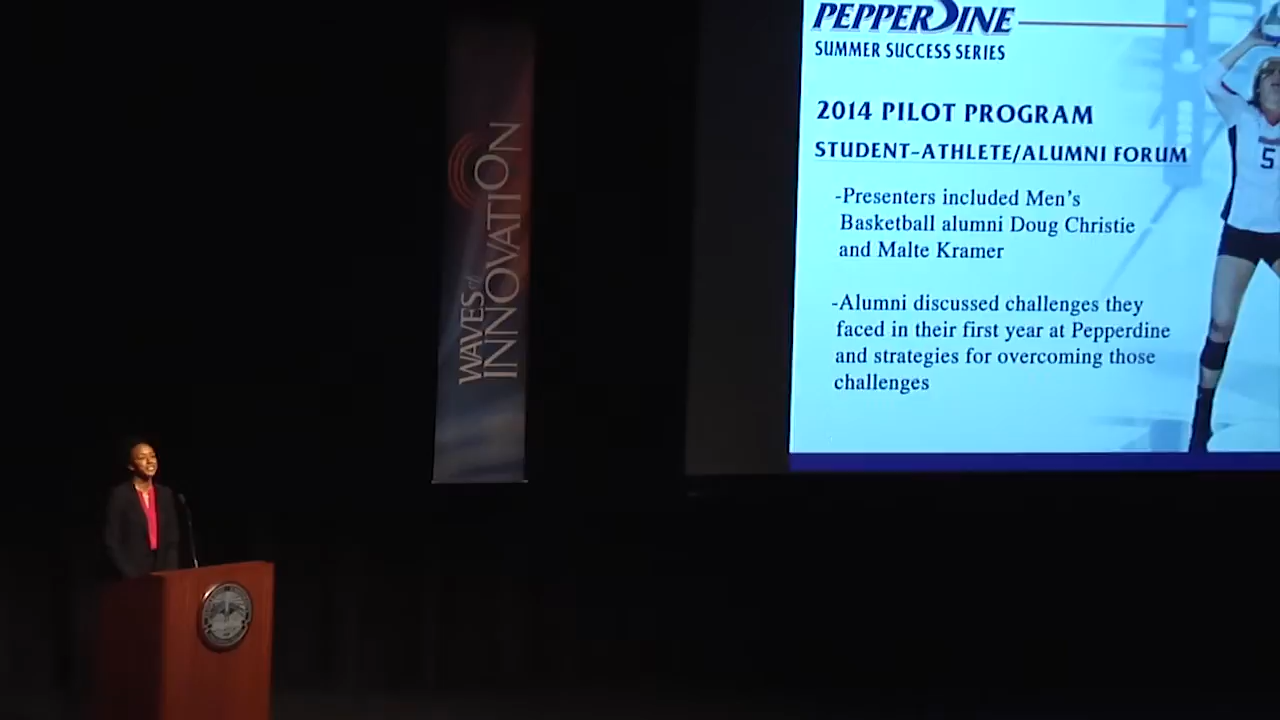 PEPPERDINE
SUMMER SUCCESS SERIES
2014 PILOT PROGRAM
STUDENT-ATHLETE/ALUMNI FORUM
-Presenters included Men's
Basketball alumni Doug Christie
and Malte Kramer
-Alumni discussed challenges they
faced in their first year at Pepperdine
and strategies for overcoming those
challenges
5
WAVES of
INNOVATION